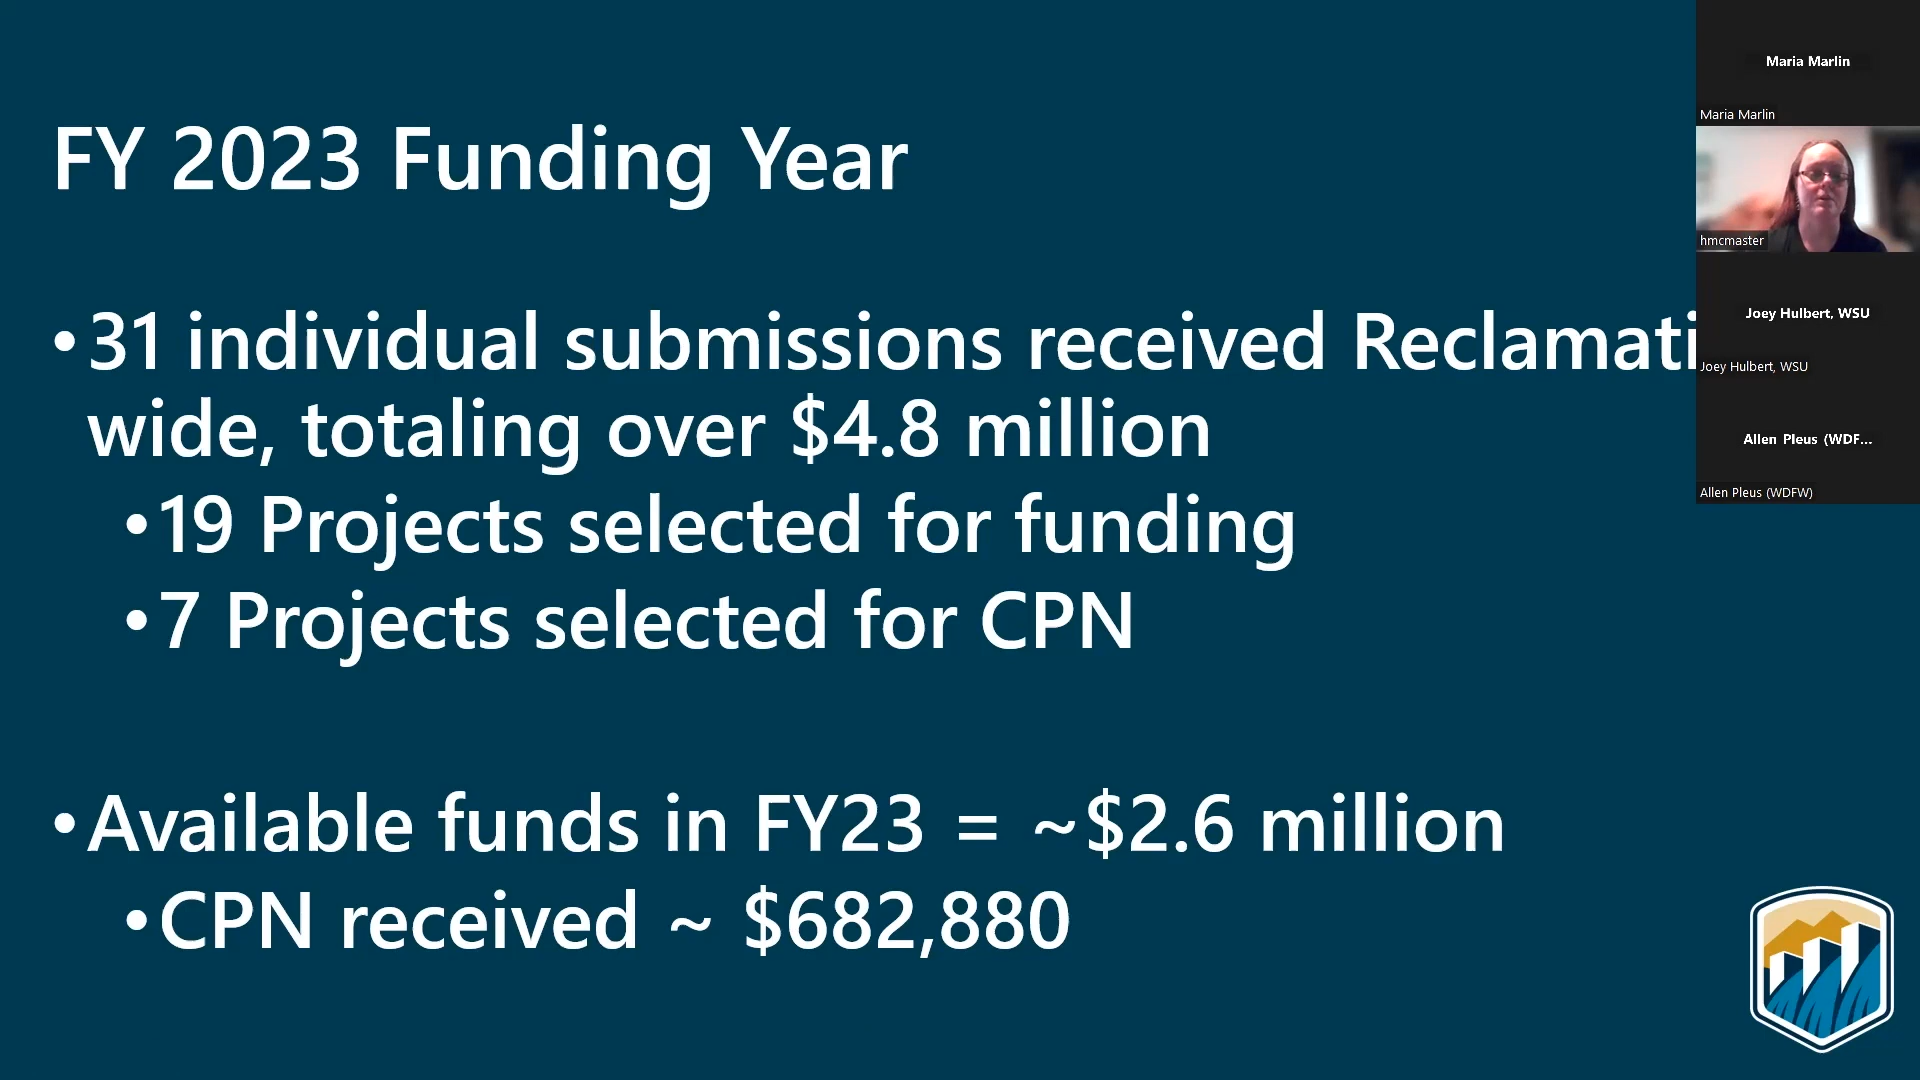 FY 2023 Funding Year
•31 individual submissions received Reclamati
wide, totaling over $4.8 million
•19 Projects selected for funding
•7 Projects selected for CPN
•Available funds in FY23 = ~$2.6 million
•CPN received ~ $682,880
Maria Marlin
Maria Marlin
hmcmaster
Joey Hulbert, WSU
Joey Hulbert, WSU
Allen Pleus (WDF...
Allen Pleus (WDFW)